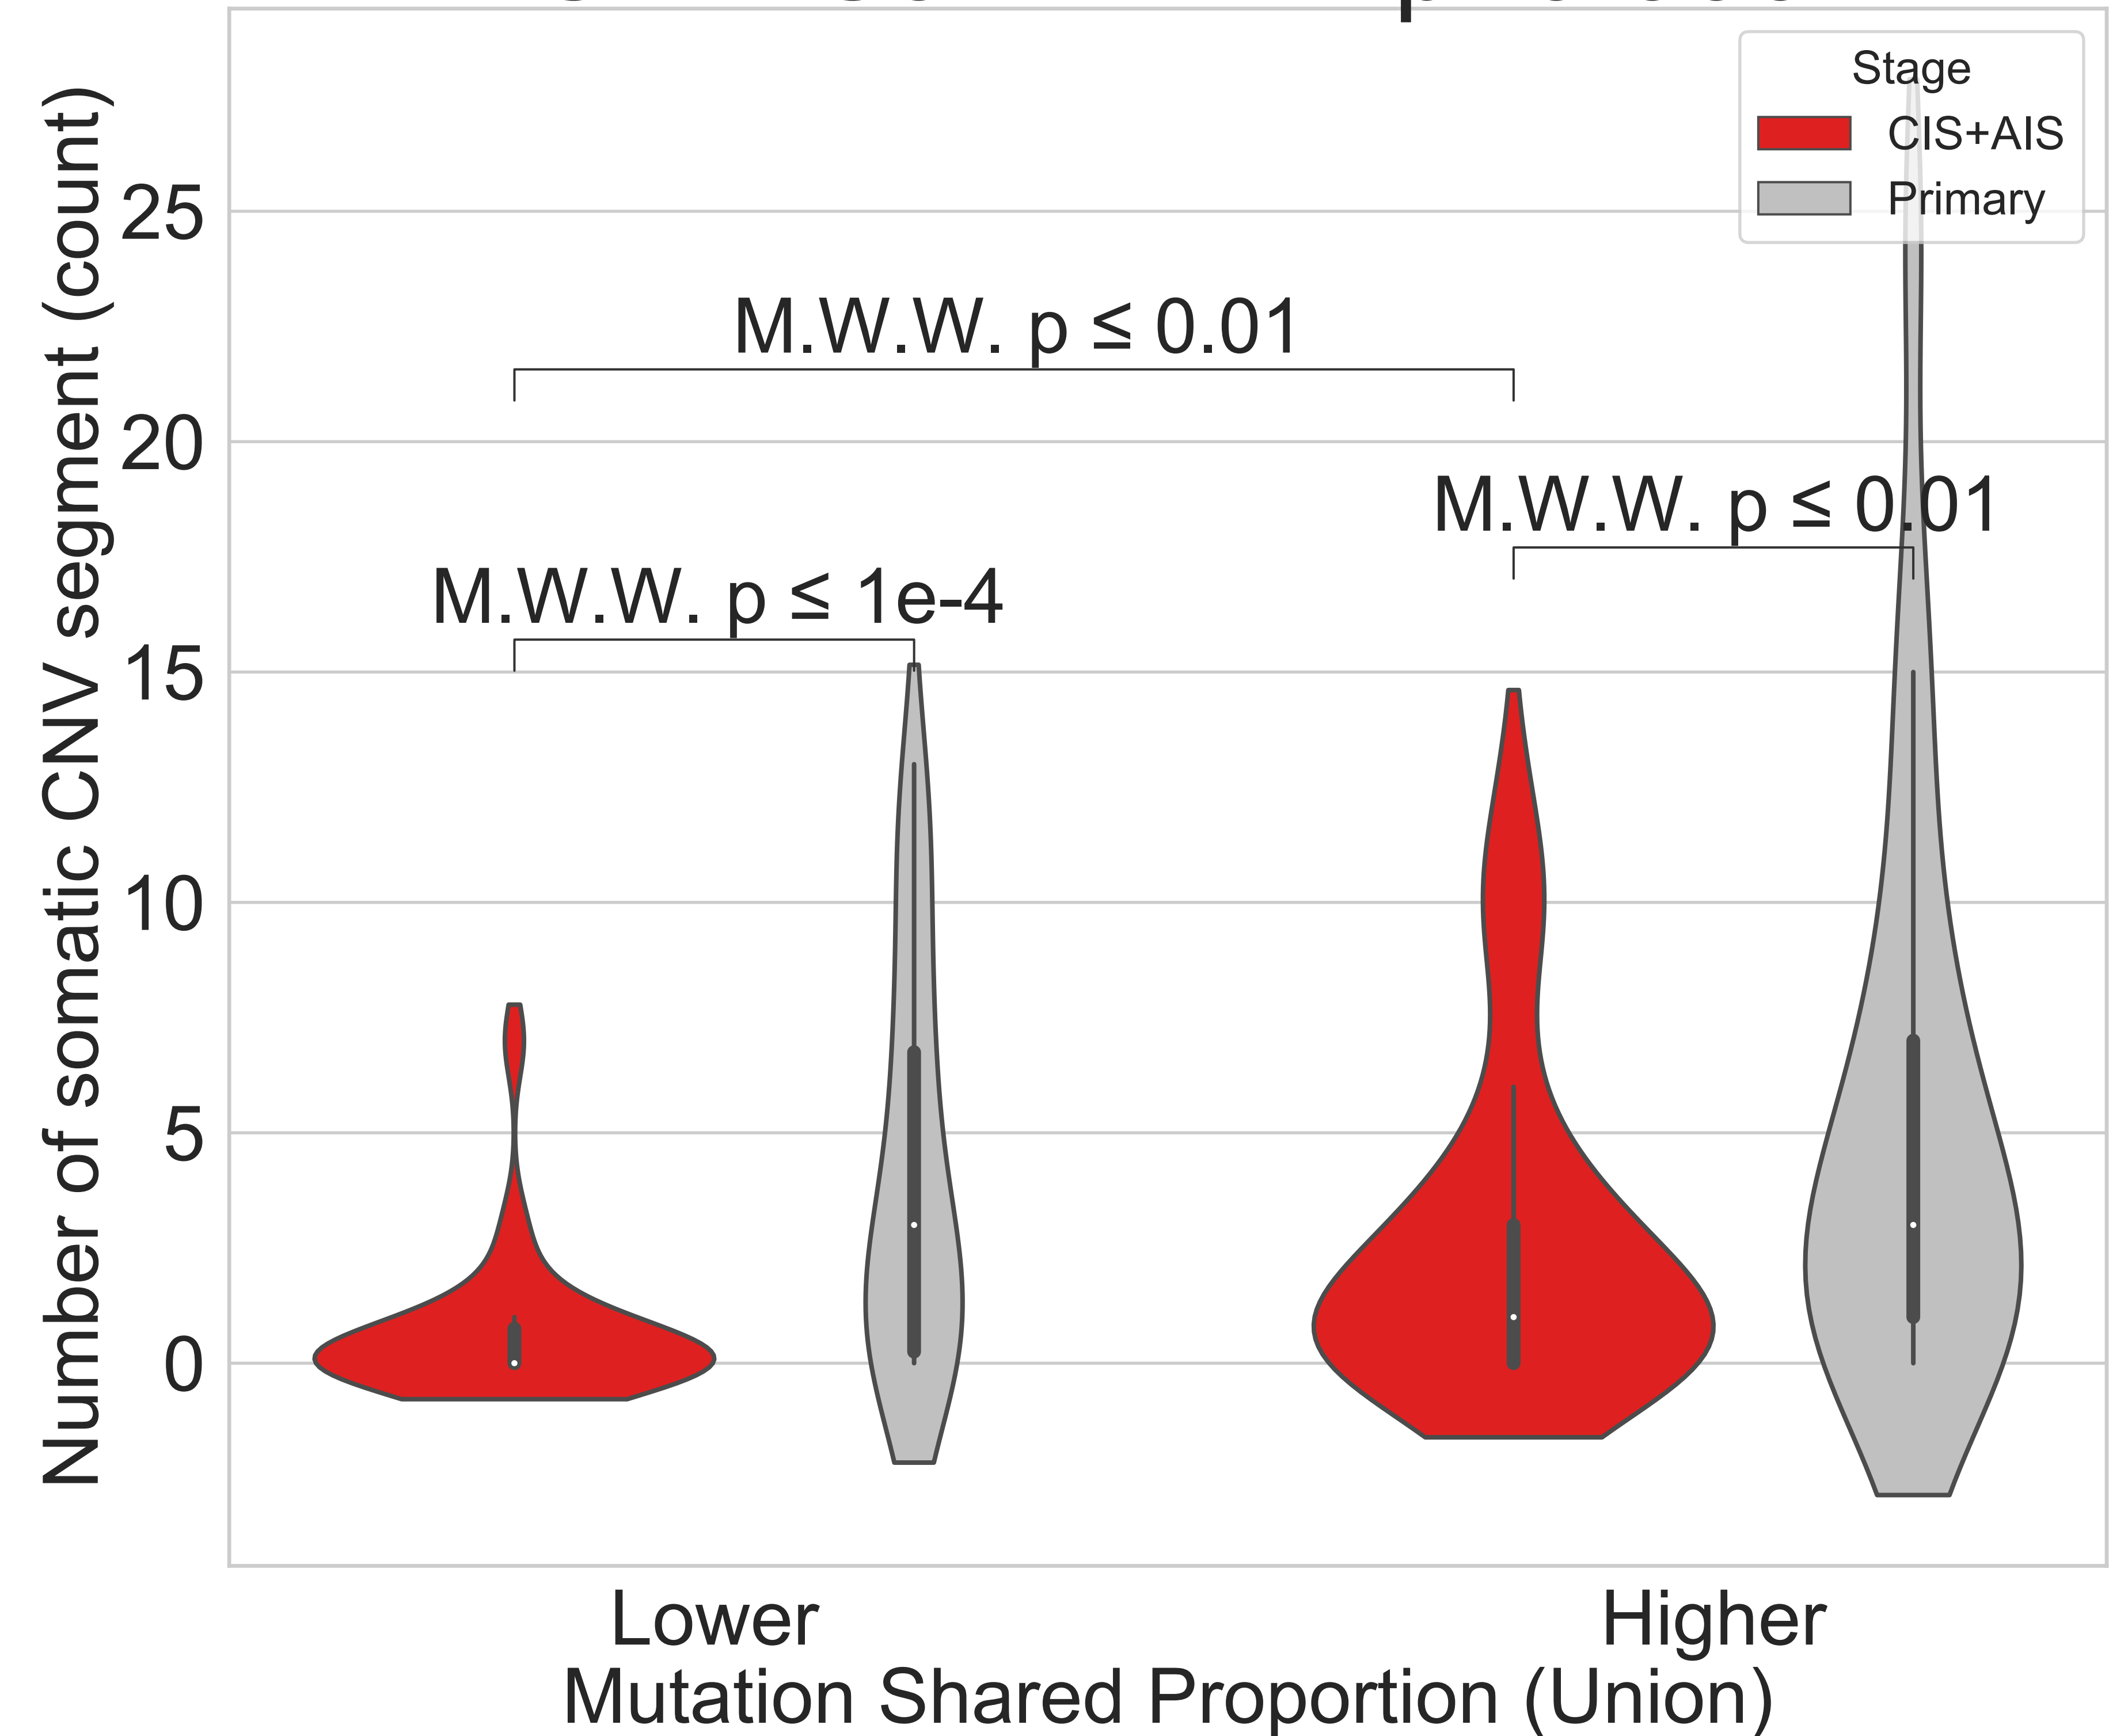 Number of somatic CNV segment (count)
25
20
15
10
5
0
Stage
CIS+AIS
Primary
M.W.W. p ≤ 0.01
M.W.W. p ≤ 0.01
M.W.W. p ≤ 1e-4
Lower
Higher
Mutation Shared Proportion (Union)